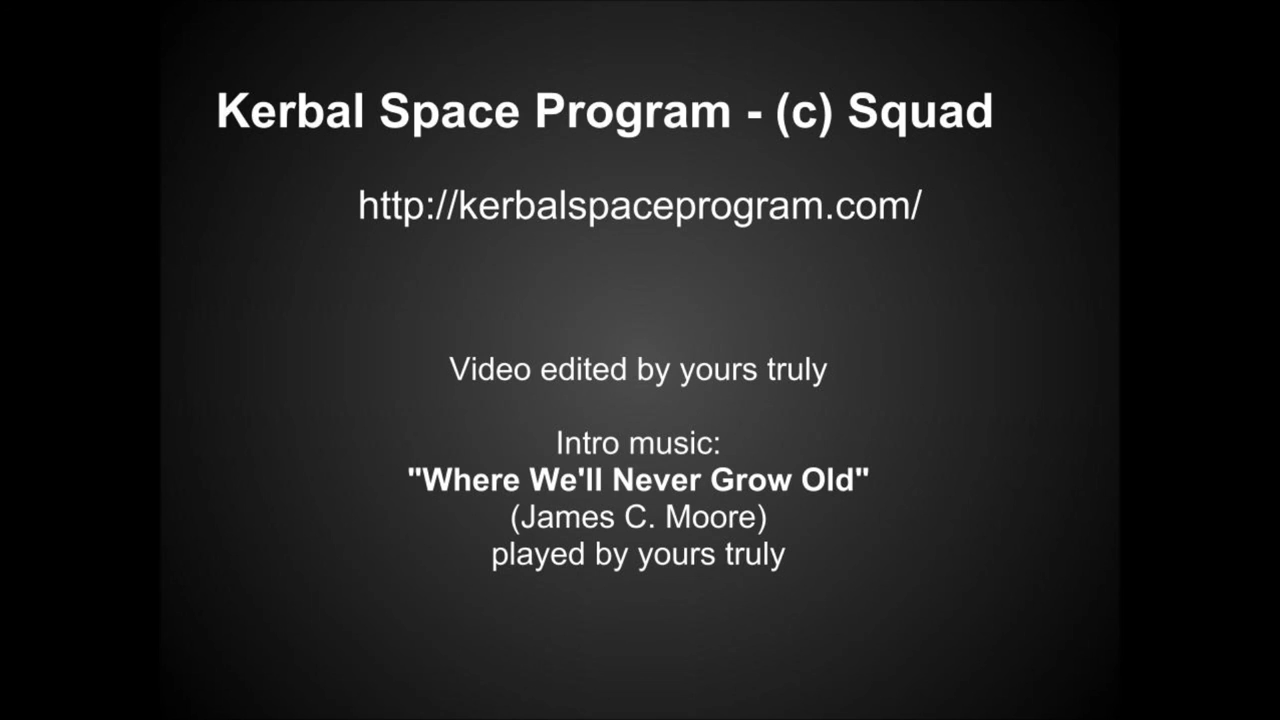 Kerbal Space Program - (c) Squad
http://kerbalspaceprogram.com/
Video edited by yours truly
Intro music:
"Where We'll Never Grow Old"
(James C. Moore)
played by yours truly